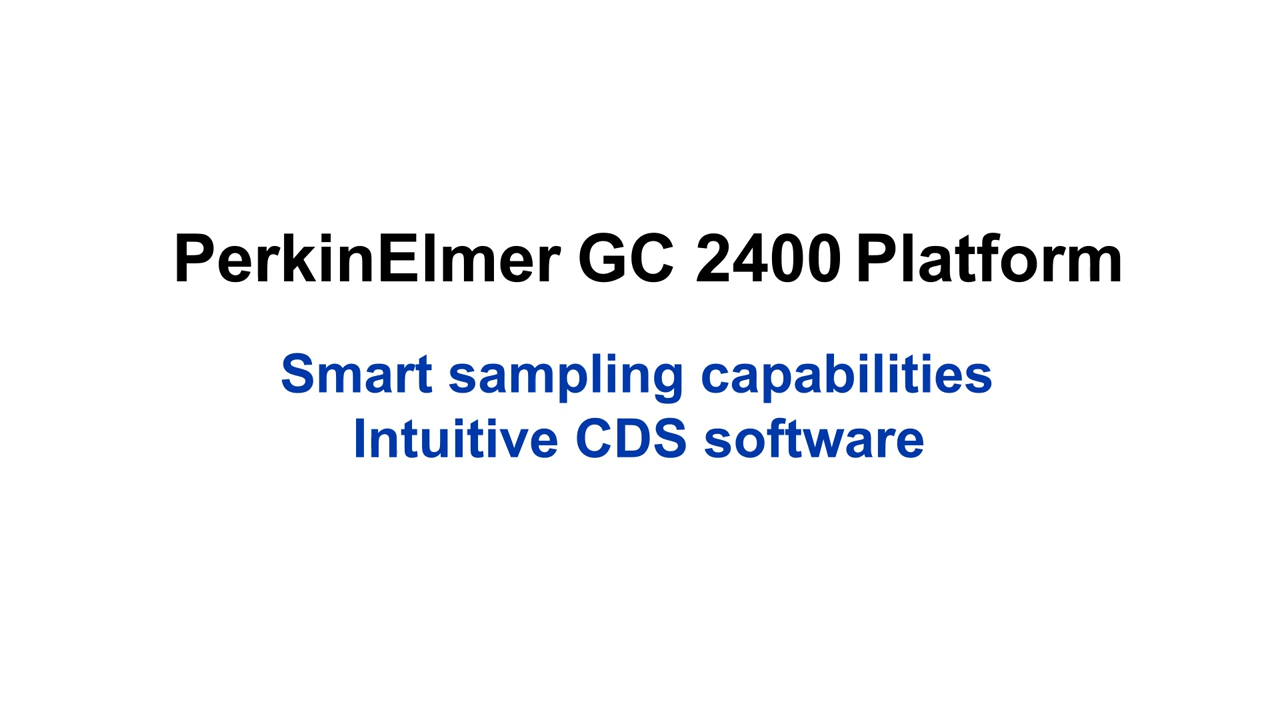 PerkinElmer GC 2400 Platform
Smart sampling capabilities
Intuitive CDS software